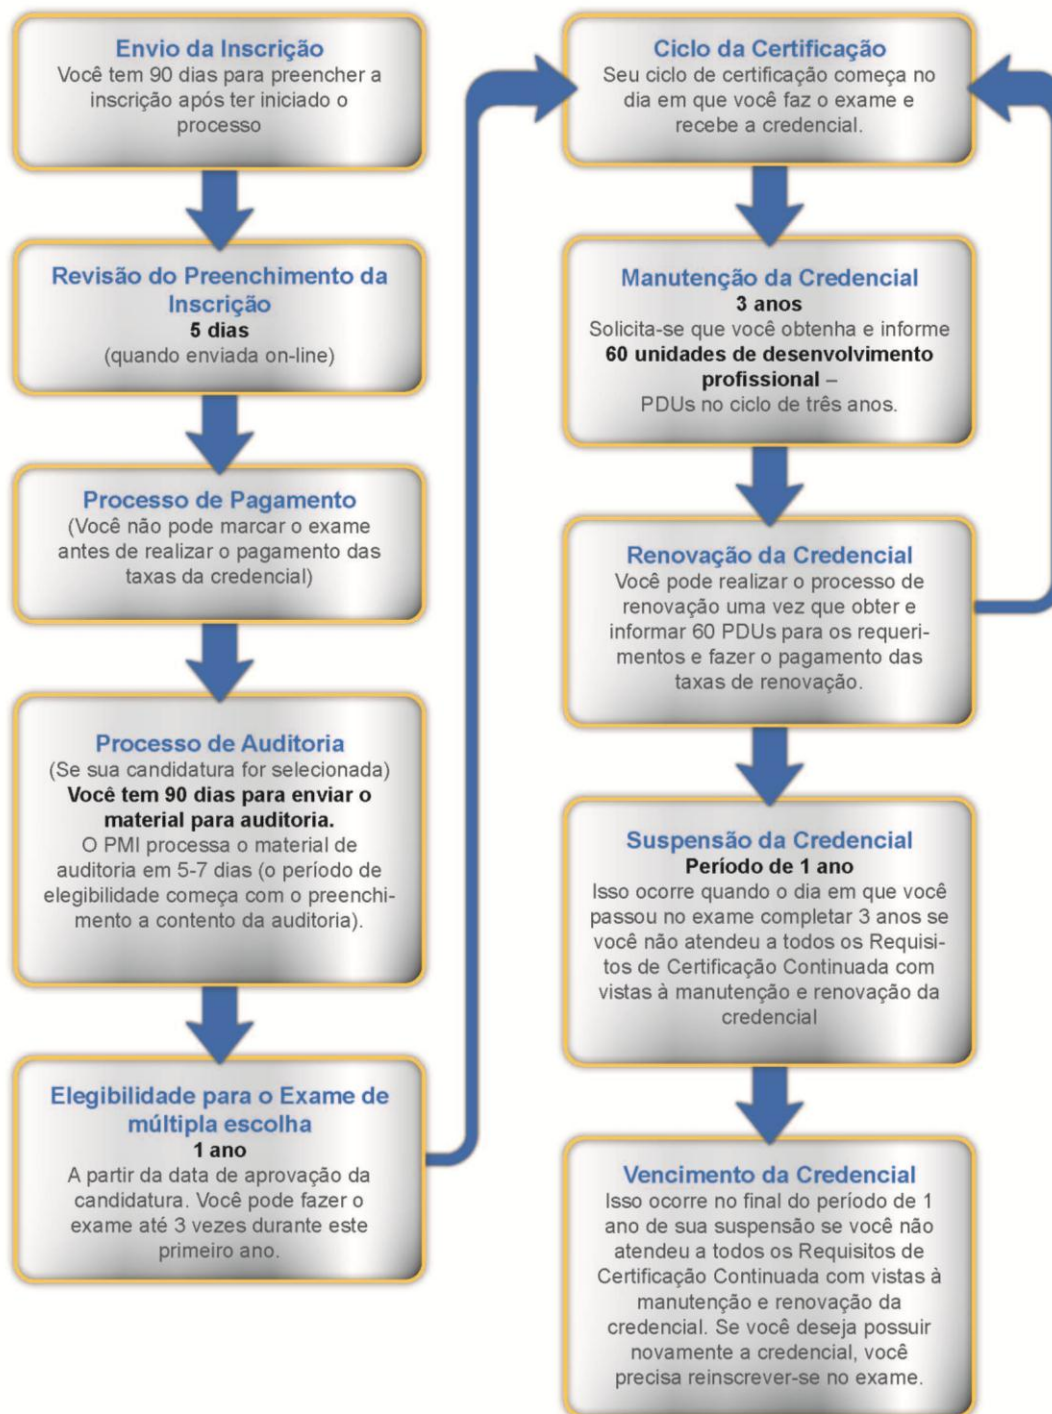 Envio da Inscrição
Você tem 90 dias para preencher a
inscrição após ter iniciado o
processo
Revisão do Preenchimento da
Inscrição
5 dias
(quando enviada on-line)
Processo de Pagamento
(Você não pode marcar o exame
antes de realizar o pagamento das
taxas da credencial)
Processo de Auditoria
(Se sua candidatura for selecionada)
Você tem 90 dias para enviar o
material para auditoria.
O PMI processa o material de
auditoria em 5-7 dias (o período de
elegibilidade começa com o preenchi-
mento a contento da auditoria).
Elegibilidade para o Exame de
múltipla escolha
1 ano
A partir da data de aprovação da
candidatura. Você pode fazer o
exame até 3 vezes durante este
primeiro ano.
Ciclo da Certificação
Seu ciclo de certificação começa no
dia em que você faz o exame e
recebe a credencial.
Manutenção da Credencial
3 anos
Solicita-se que você obtenha e informe
60 unidades de desenvolvimento
profissional –
PDUs no ciclo de três anos.
Renovação da Credencial
Você pode realizar o processo de
renovação uma vez que obter e
informar 60 PDUs para os requeri-
mentos e fazer o pagamento das
taxas de renovação.
Suspensão da Credencial
Período de 1 ano
Isso ocorre quando o dia em que você
passou no exame completar 3 anos se
você não atendeu a todos os Requisi-
tos de Certificação Continuada com
vistas à manutenção e renovação da
credencial
Vencimento da Credencial
Isso ocorre no final do período de 1
ano de sua suspensão se você não
atendeu a todos os Requisitos de
Certificação Continuada com vistas à
manutenção e renovação da
credencial. Se você deseja possuir
novamente a credencial, você
precisa reinscrever-se no exame.